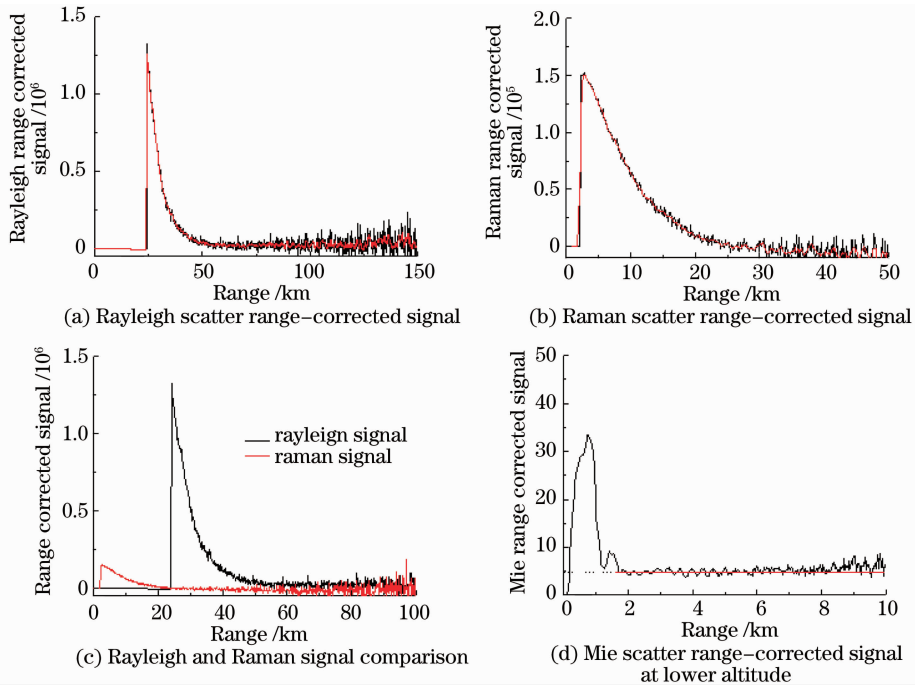 1.5
1.0
0.5
0
Rayleigh range corrected
signal /10⁶
0
50
100
150
Range /km
(a) Rayleigh scatter range-corrected signal
2.0
1.5
1.0
0.5
0
Raman range corrected
signal /10⁵
0
10
20
30
40
50
Range /km
(b) Raman scatter range-corrected signal
1.5
1.0
0.5
0
Range corrected signal /10⁶
rayleign signal
raman signal
0
20
40
60
80
100
Range /km
(c) Rayleigh and Raman signal comparison
50
40
30
20
10
0
Mie range corrected signal
0
2
4
6
8
10
Range /km
(d) Mie scatter range-corrected signal
at lower altitude